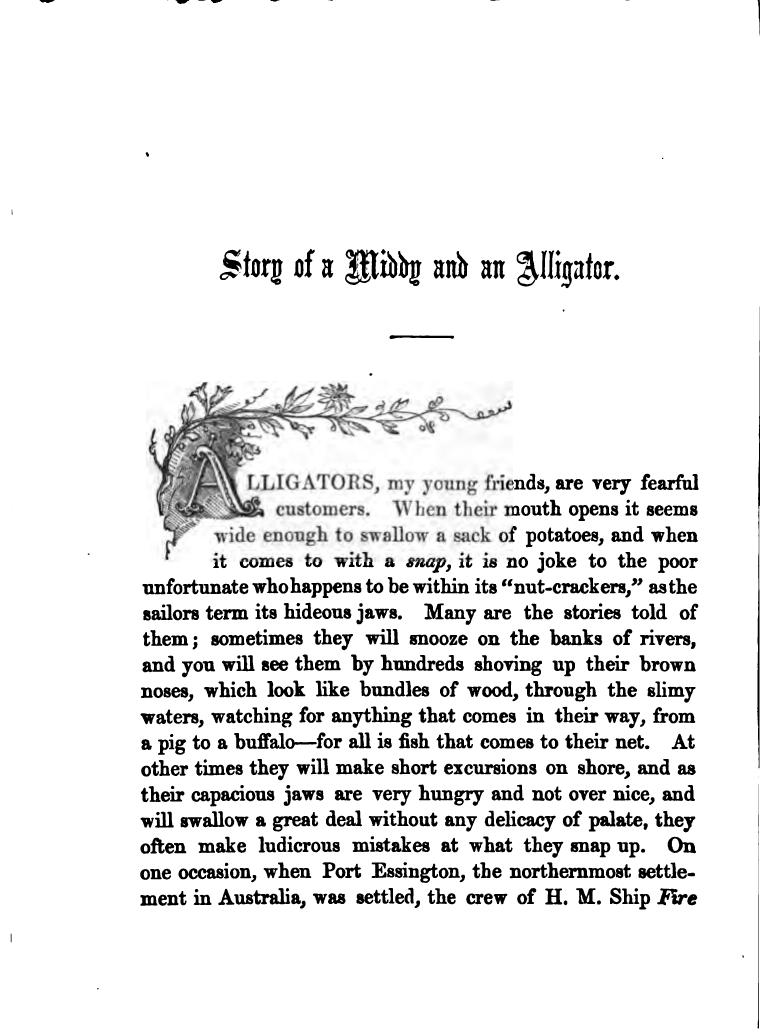 Story of a Middy and an Alligator.
ALLIGATORS, my young friends, are very fearful
customers. When their mouth opens it seems
wide enough to swallow a sack of potatoes, and when
it comes to with a snap, it is no joke to the poor
unfortunate who happens to be within its “nut-crackers,” as the
sailors term its hideous jaws. Many are the stories told of
them; sometimes they will snooze on the banks of rivers,
and you will see them by hundreds shoving up their brown
noses, which look like bundles of wood, through the slimy
waters, watching for anything that comes in their way, from
a pig to a buffalo—for all is fish that comes to their net. At
other times they will make short excursions on shore, and as
their capacious jaws are very hungry and not over nice, and
will swallow a great deal without any delicacy of palate, they
often make ludicrous mistakes at what they snap up. On
one occasion, when Port Essington, the northernmost settle-
ment in Australia, was settled, the crew of H. M. Ship Fire